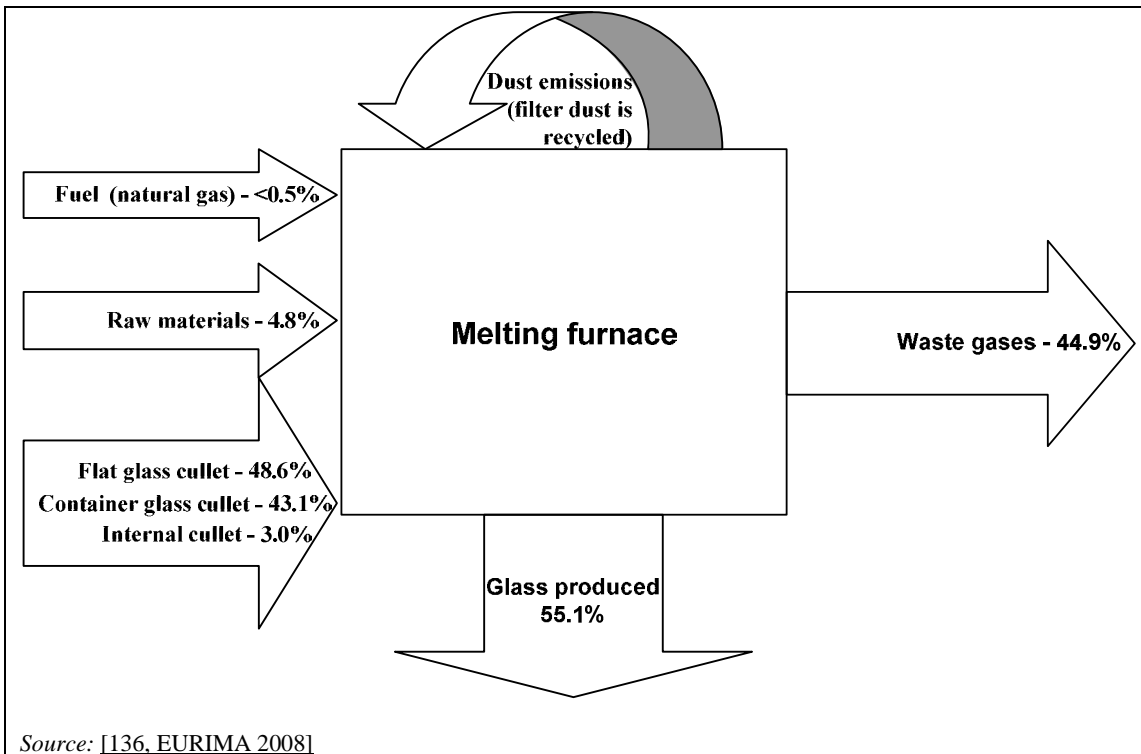 Dust emissions
(filter dust is
recycled)
Fuel (natural gas) - <0.5%
Raw materials - 4.8%
Melting furnace
Waste gases - 44.9%
Flat glass cullet - 48.6%
Container glass cullet - 43.1%
Internal cullet - 3.0%
Glass produced
55.1%
Source: [136, EURIMA 2008]